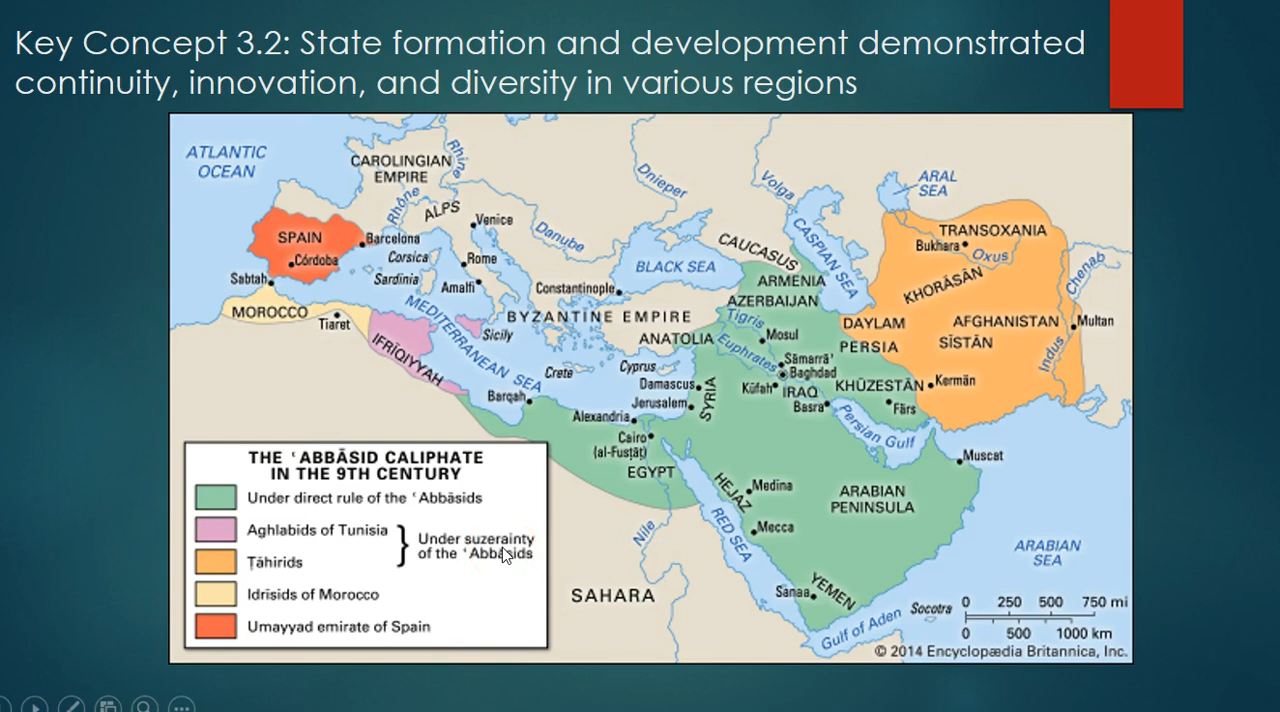 Key Concept 3.2: State formation and development demonstrated
continuity, innovation, and diversity in various regions
ATLANTIC
OCEAN
CAROLINGIAN
EMPIRE
Rhine
Rhône
ALPS
Venice
Danube
Dnieper
Volga
ARAL
SEA
CASPIAN SEA
TRANSOXANIA
Bukhara
Oxus
Chenab
SPAIN
Barcelona
Córdoba
Corsica
Rome
Sardinia
Amalfi
Sabtah
Constantinople
BLACK SEA
CAUCASUS
ARMENIA
AZERBAIJAN
KHORĀSĀN
MOROCCO
Tiaret
MEDITERRANEAN SEA
BYZANTINE EMPIRE
ANATOLIA
Tigris
Mosul
DAYLAM
AFGHANISTAN
Multan
IFRĪQIYYAH
Sicily
Euphrates
PERSIA
SĪSTĀN
Indus
Sāmarrā'
Baghdad
Crete
Cyprus
Damascus
SYRIA
Kūfah
IRAQ
KHŪZESTĀN
Kermān
Barqah
Jerusalem
Basra
Fārs
Alexandria
Persian Gulf
Cairo
(al-Fusṭāṭ)
EGYPT
Muscat
HEJAZ
Medina
ARABIAN
PENINSULA
Mecca
Nile
RED SEA
ARABIAN
SEA
SAHARA
Sanaa
YEMEN
Gulf of Aden
Socotra
THE ʿABBĀSID CALIPHATE
IN THE 9TH CENTURY
Under direct rule of the ʿAbbāsids
Aghlabids of Tunisia
Ṭāhirids
} Under suzerainty
of the ʿAbbāsids
Idrīsids of Morocco
Umayyad emirate of Spain
0 250 500 750 mi
0 500 1000 km
© 2014 Encyclopædia Britannica, Inc.